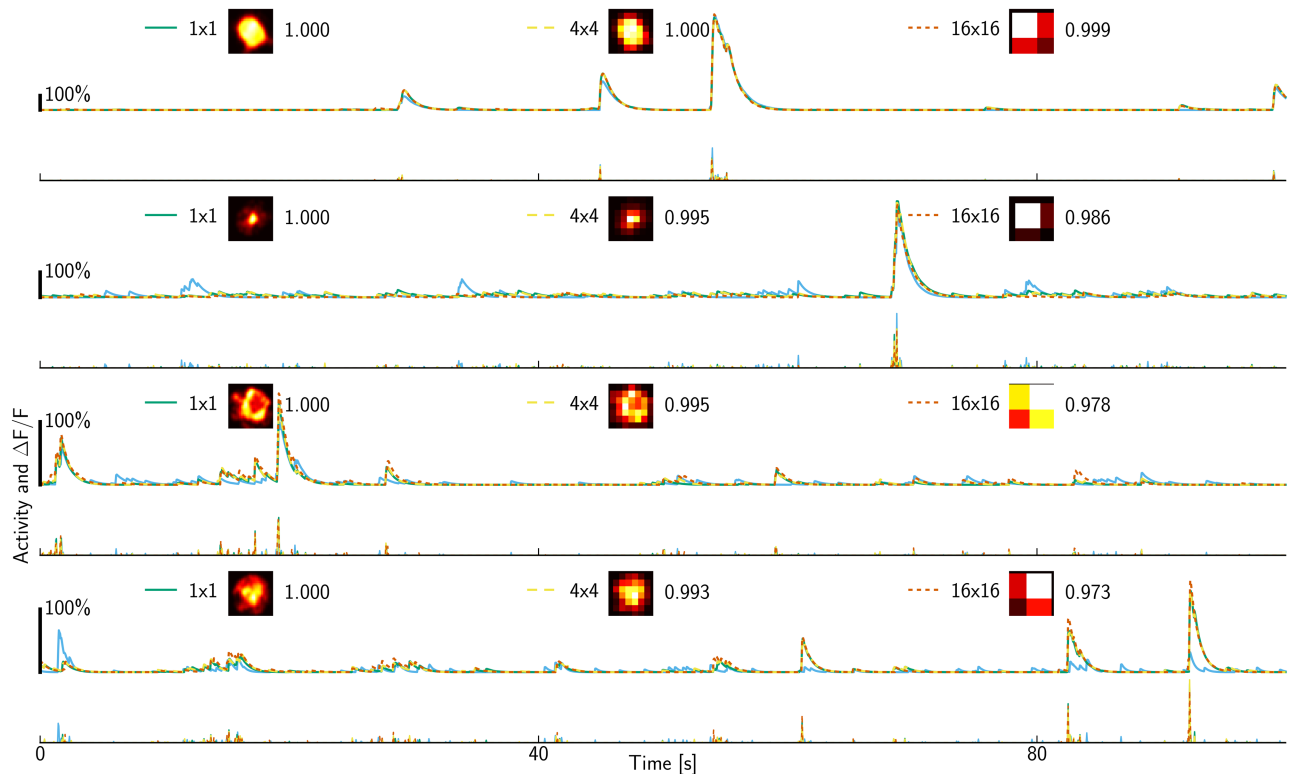 1x1 1.000 4x4 1.000 16x16 0.999
100%
1x1 1.000 4x4 0.995 16x16 0.986
100%
1x1 1.000 4x4 0.995 16x16 0.978
100%
Activity and ΔF/F
1x1 1.000 4x4 0.993 16x16 0.973
100%
0 40 80
Time [s]